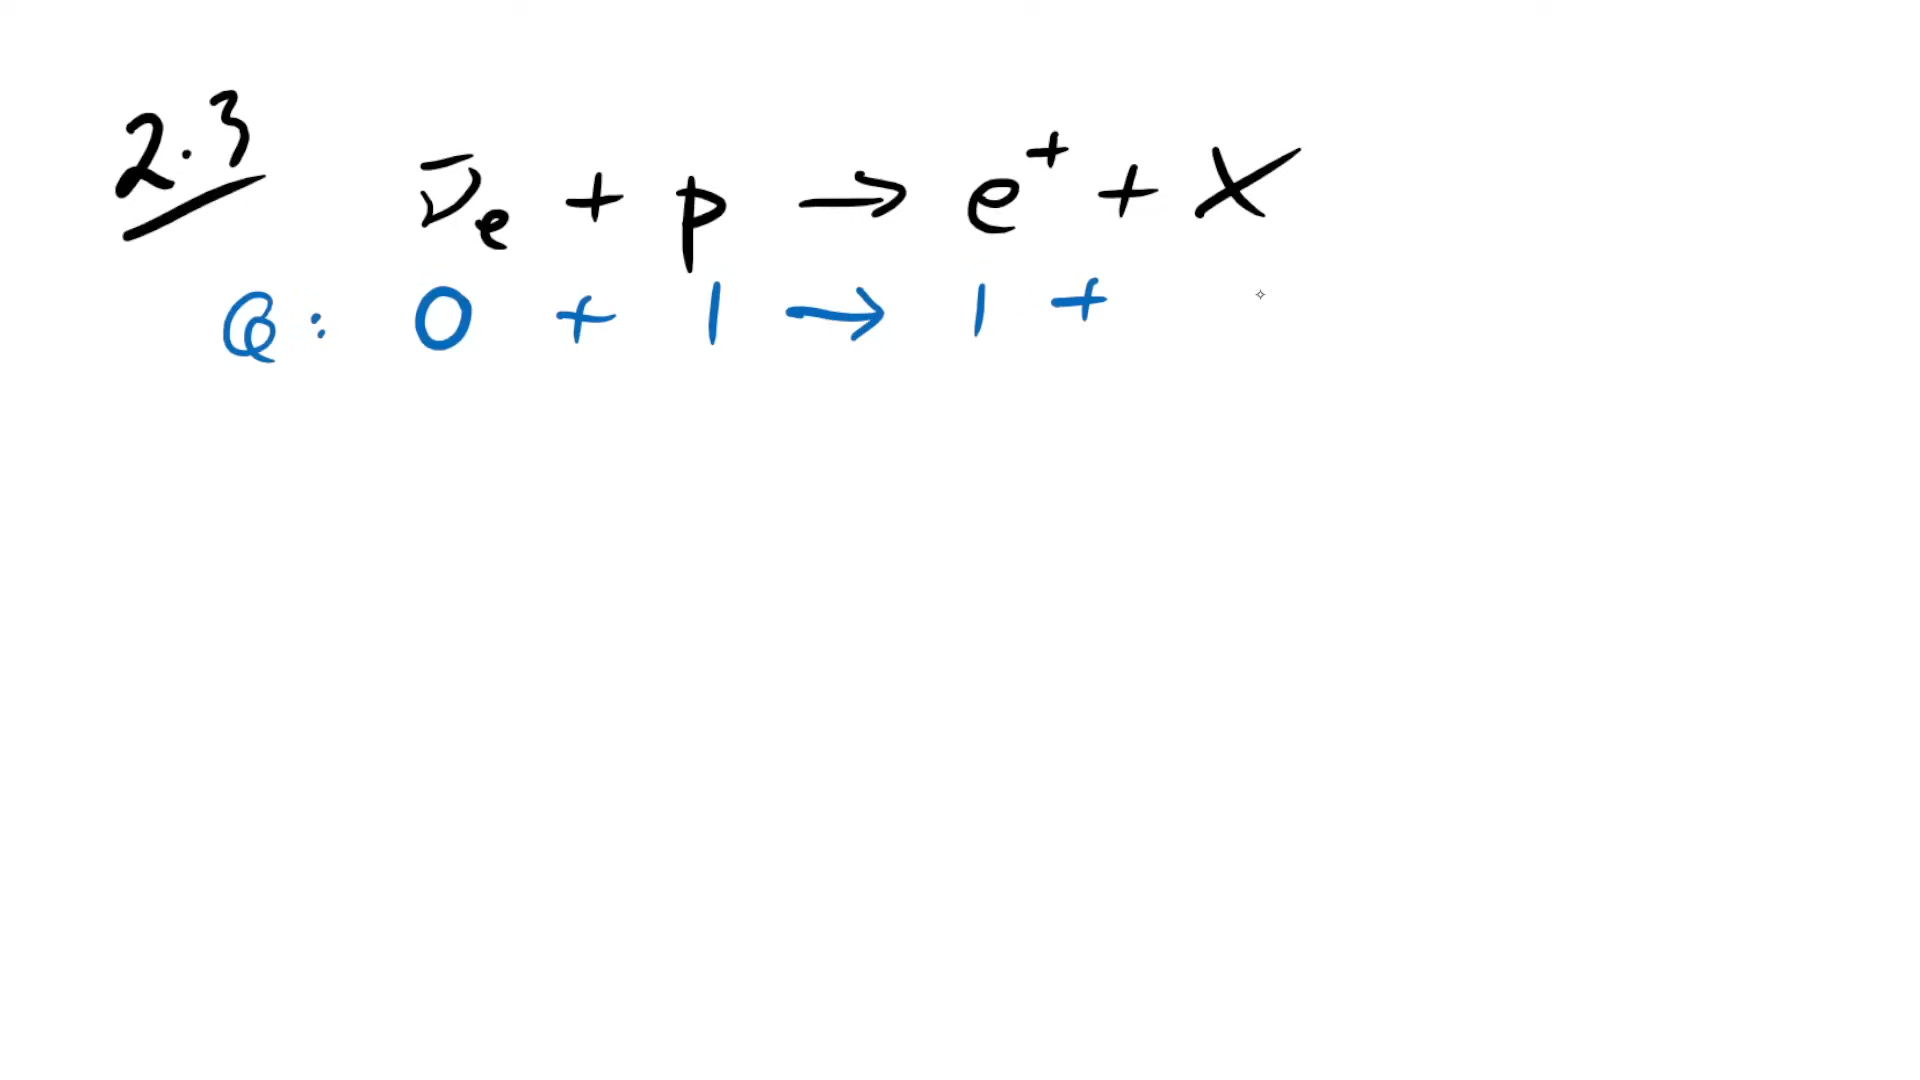 2.3
ν̄e + p → e⁺ + X
Q: 0 + 1 → 1 +